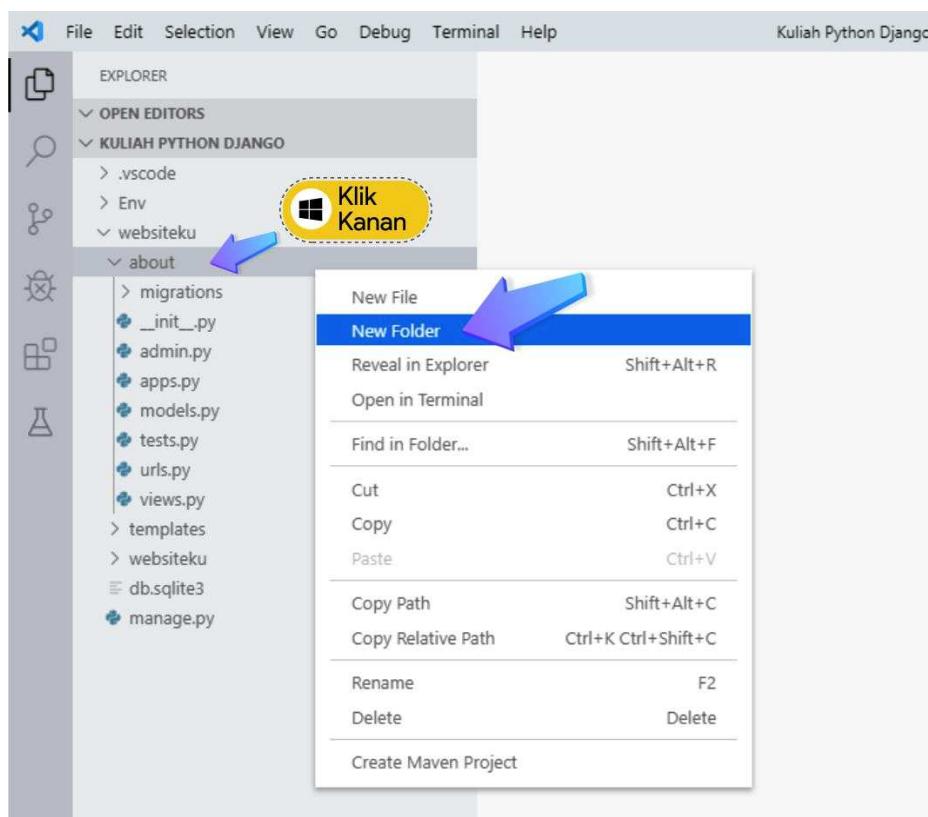 File Edit Selection View Go Debug Terminal Help Kuliah Python Django
EXPLORER
OPEN EDITORS
KULIAH PYTHON DJANGO
.vscode
Env
websiteku
Klik
Kanan
about
migrations
__init__.py
admin.py
apps.py
models.py
tests.py
urls.py
views.py
templates
websiteku
db.sqlite3
manage.py
New File
New Folder
Reveal in Explorer Shift+Alt+R
Open in Terminal
Find in Folder... Shift+Alt+F
Cut Ctrl+X
Copy Ctrl+C
Paste Ctrl+V
Copy Path Shift+Alt+C
Copy Relative Path Ctrl+K Ctrl+Shift+C
Rename F2
Delete Delete
Create Maven Project